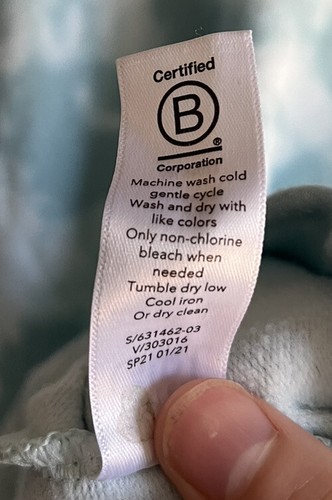 Certified
B
®
Corporation
Machine wash cold
gentle cycle
Wash and dry with
like colors
Only non-chlorine
bleach when
needed
Tumble dry low
Cool iron
Or dry clean
S/631462-03
V/303016
SP21 01/21